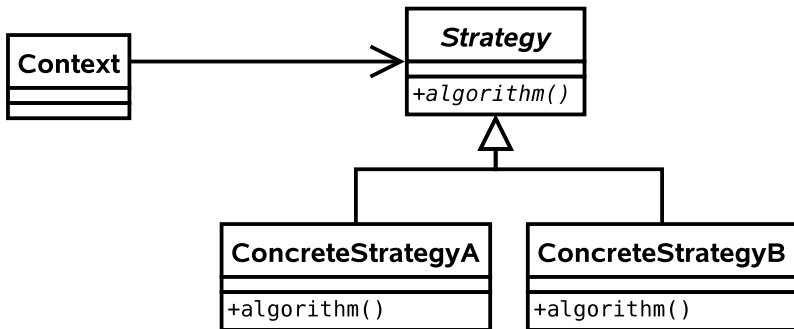 Strategy
Context
+algorithm()
ConcreteStrategyA
ConcreteStrategyB
+algorithm()
+algorithm()